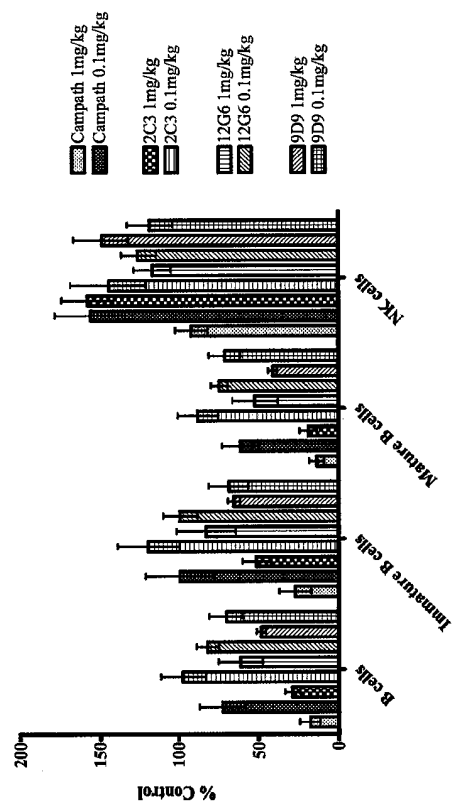 % Control
200
150
100
50
0
B cells
Immature B cells
Mature B cells
NK cells
Campath 1mg/kg
Campath 0.1mg/kg
2C3 1mg/kg
2C3 0.1mg/kg
12G6 1mg/kg
12G6 0.1mg/kg
9D9 1mg/kg
9D9 0.1mg/kg